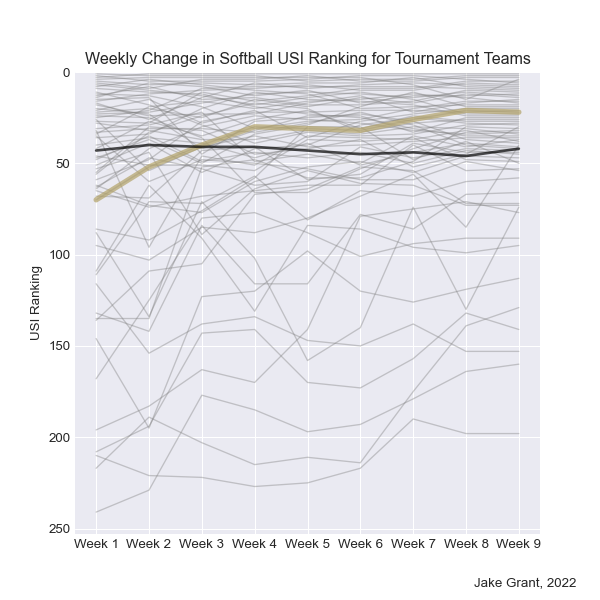 Weekly Change in Softball USI Ranking for Tournament Teams
0
50
100
150
200
250
USI Ranking
Week 1 Week 2 Week 3 Week 4 Week 5 Week 6 Week 7 Week 8 Week 9
Jake Grant, 2022